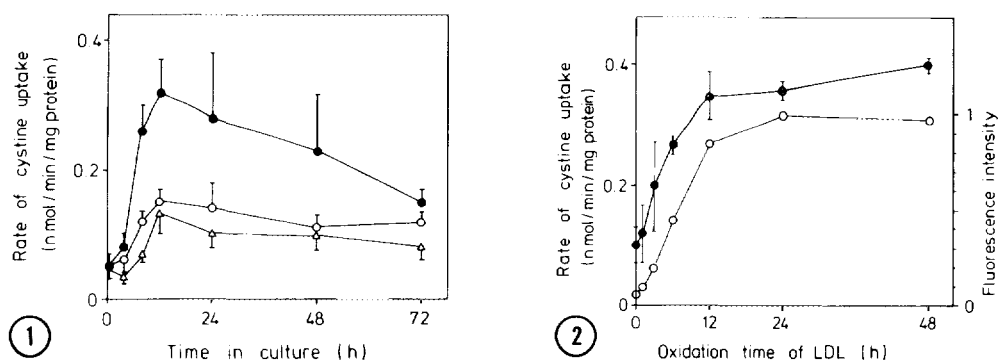 0.4
0.2
0
Rate of cystine uptake
(nmol/min/mg protein)
0 24 48 72
Time in culture (h)
1
0.4
0.2
0
Rate of cystine uptake
(nmol/min/mg protein)
1
0
Fluorescence intensity
0 12 24 48
Oxidation time of LDL (h)
2